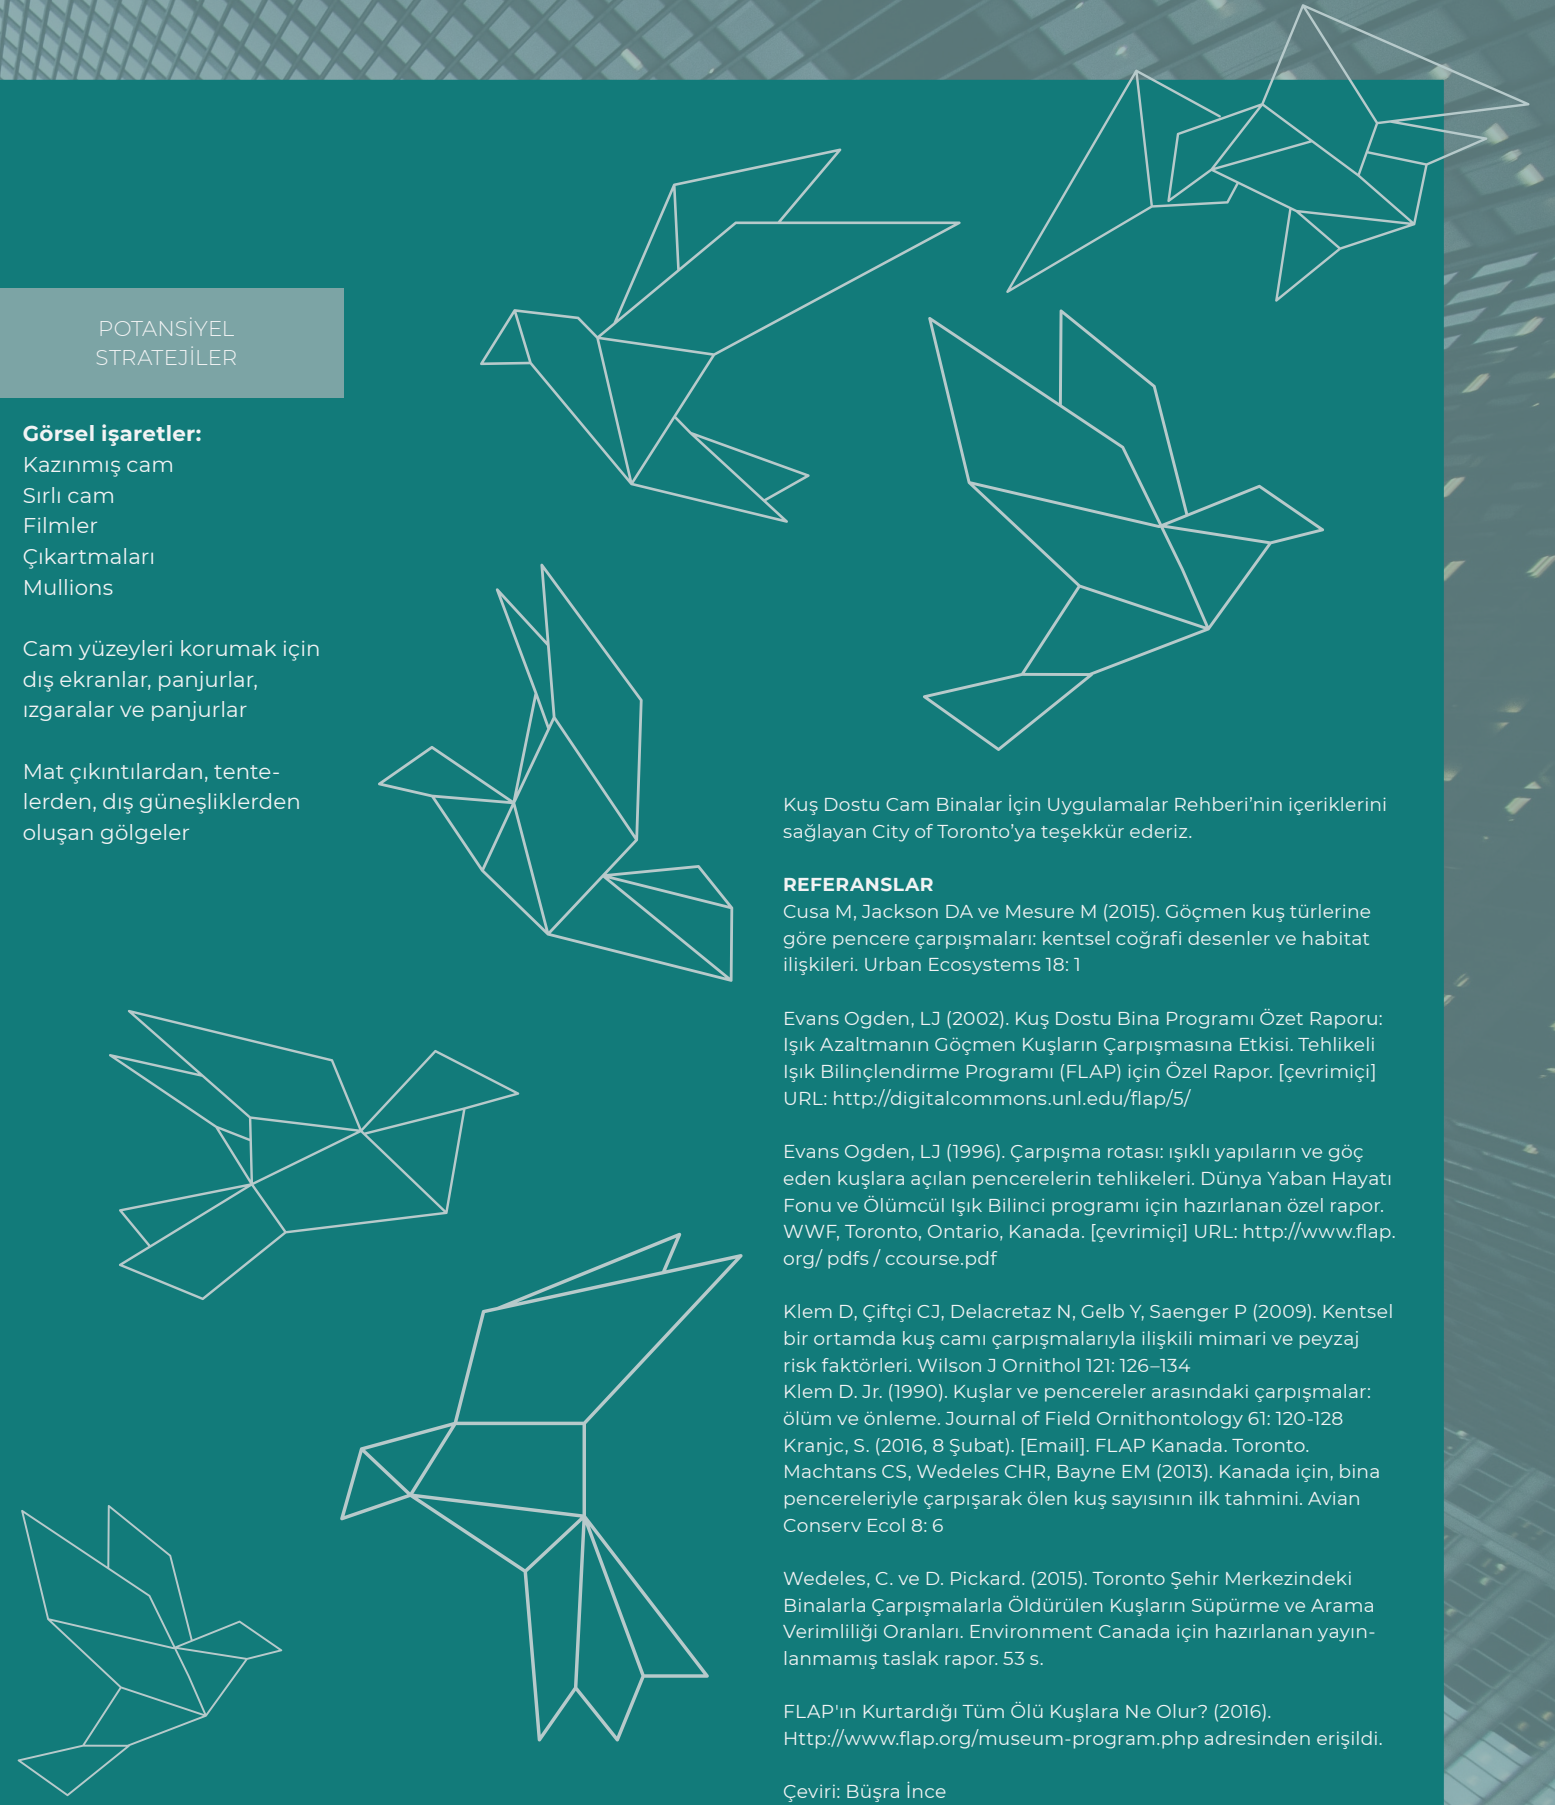 POTANSİYEL
STRATEJİLER
Görsel işaretler:
Kazınmış cam
Sırlı cam
Filmler
Çıkartmaları
Mullions
Cam yüzeyleri korumak için
dış ekranlar, panjurlar,
ızgaralar ve panjurlar
Mat çıkıntılardan, tente-
lerden, dış güneşliklerden
oluşan gölgeler
Kuş Dostu Cam Binalar İçin Uygulamalar Rehberi’nin içeriklerini
sağlayan City of Toronto’ya teşekkür ederiz.
REFERANSLAR
Cusa M, Jackson DA ve Mesure M (2015). Göçmen kuş türlerine
göre pencere çarpışmaları: kentsel coğrafi desenler ve habitat
ilişkileri. Urban Ecosystems 18: 1
Evans Ogden, LJ (2002). Kuş Dostu Bina Programı Özet Raporu:
Işık Azaltmanın Göçmen Kuşların Çarpışmasına Etkisi. Tehlikeli
Işık Bilinçlendirme Programı (FLAP) için Özel Rapor. [çevrimiçi]
URL: http://digitalcommons.unl.edu/flap/5/
Evans Ogden, LJ (1996). Çarpışma rotası: ışıklı yapıların ve göç
eden kuşlara açılan pencerelerin tehlikeleri. Dünya Yaban Hayatı
Fonu ve Ölümcül Işık Bilinci programı için hazırlanan özel rapor.
WWF, Toronto, Ontario, Kanada. [çevrimiçi] URL: http://www.flap.
org/ pdfs / ccourse.pdf
Klem D, Çiftçi CJ, Delacretaz N, Gelb Y, Saenger P (2009). Kentsel
bir ortamda kuş camı çarpışmalarıyla ilişkili mimari ve peyzaj
risk faktörleri. Wilson J Ornithol 121: 126–134
Klem D. Jr. (1990). Kuşlar ve pencereler arasındaki çarpışmalar:
ölüm ve önleme. Journal of Field Ornithontology 61: 120-128
Kranjc, S. (2016, 8 Şubat). [Email]. FLAP Kanada. Toronto.
Machtans CS, Wedeles CHR, Bayne EM (2013). Kanada için, bina
pencereleriyle çarpışarak ölen kuş sayısının ilk tahmini. Avian
Conserv Ecol 8: 6
Wedeles, C. ve D. Pickard. (2015). Toronto Şehir Merkezindeki
Binalarla Çarpışmalarla Öldürülen Kuşların Süpürme ve Arama
Verimliliği Oranları. Environment Canada için hazırlanan yayın-
lanmamış taslak rapor. 53 s.
FLAP'ın Kurtardığı Tüm Ölü Kuşlara Ne Olur? (2016).
Http://www.flap.org/museum-program.php adresinden erişildi.
Çeviri: Büşra İnce